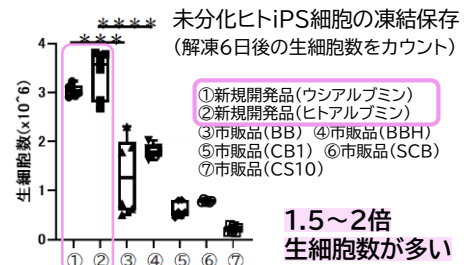 未分化ヒトiPS細胞の凍結保存
(解凍6日後の生細胞数をカウント)
****
***
生細胞数(x10^6)
4
3
2
1
0
① ② ③ ④ ⑤ ⑥ ⑦
①新規開発品(ウシアルブミン)
②新規開発品(ヒトアルブミン)
③市販品(BB) ④市販品(BBH)
⑤市販品(CB1) ⑥市販品(SCB)
⑦市販品(CS10)
1.5~2倍
生細胞数が多い